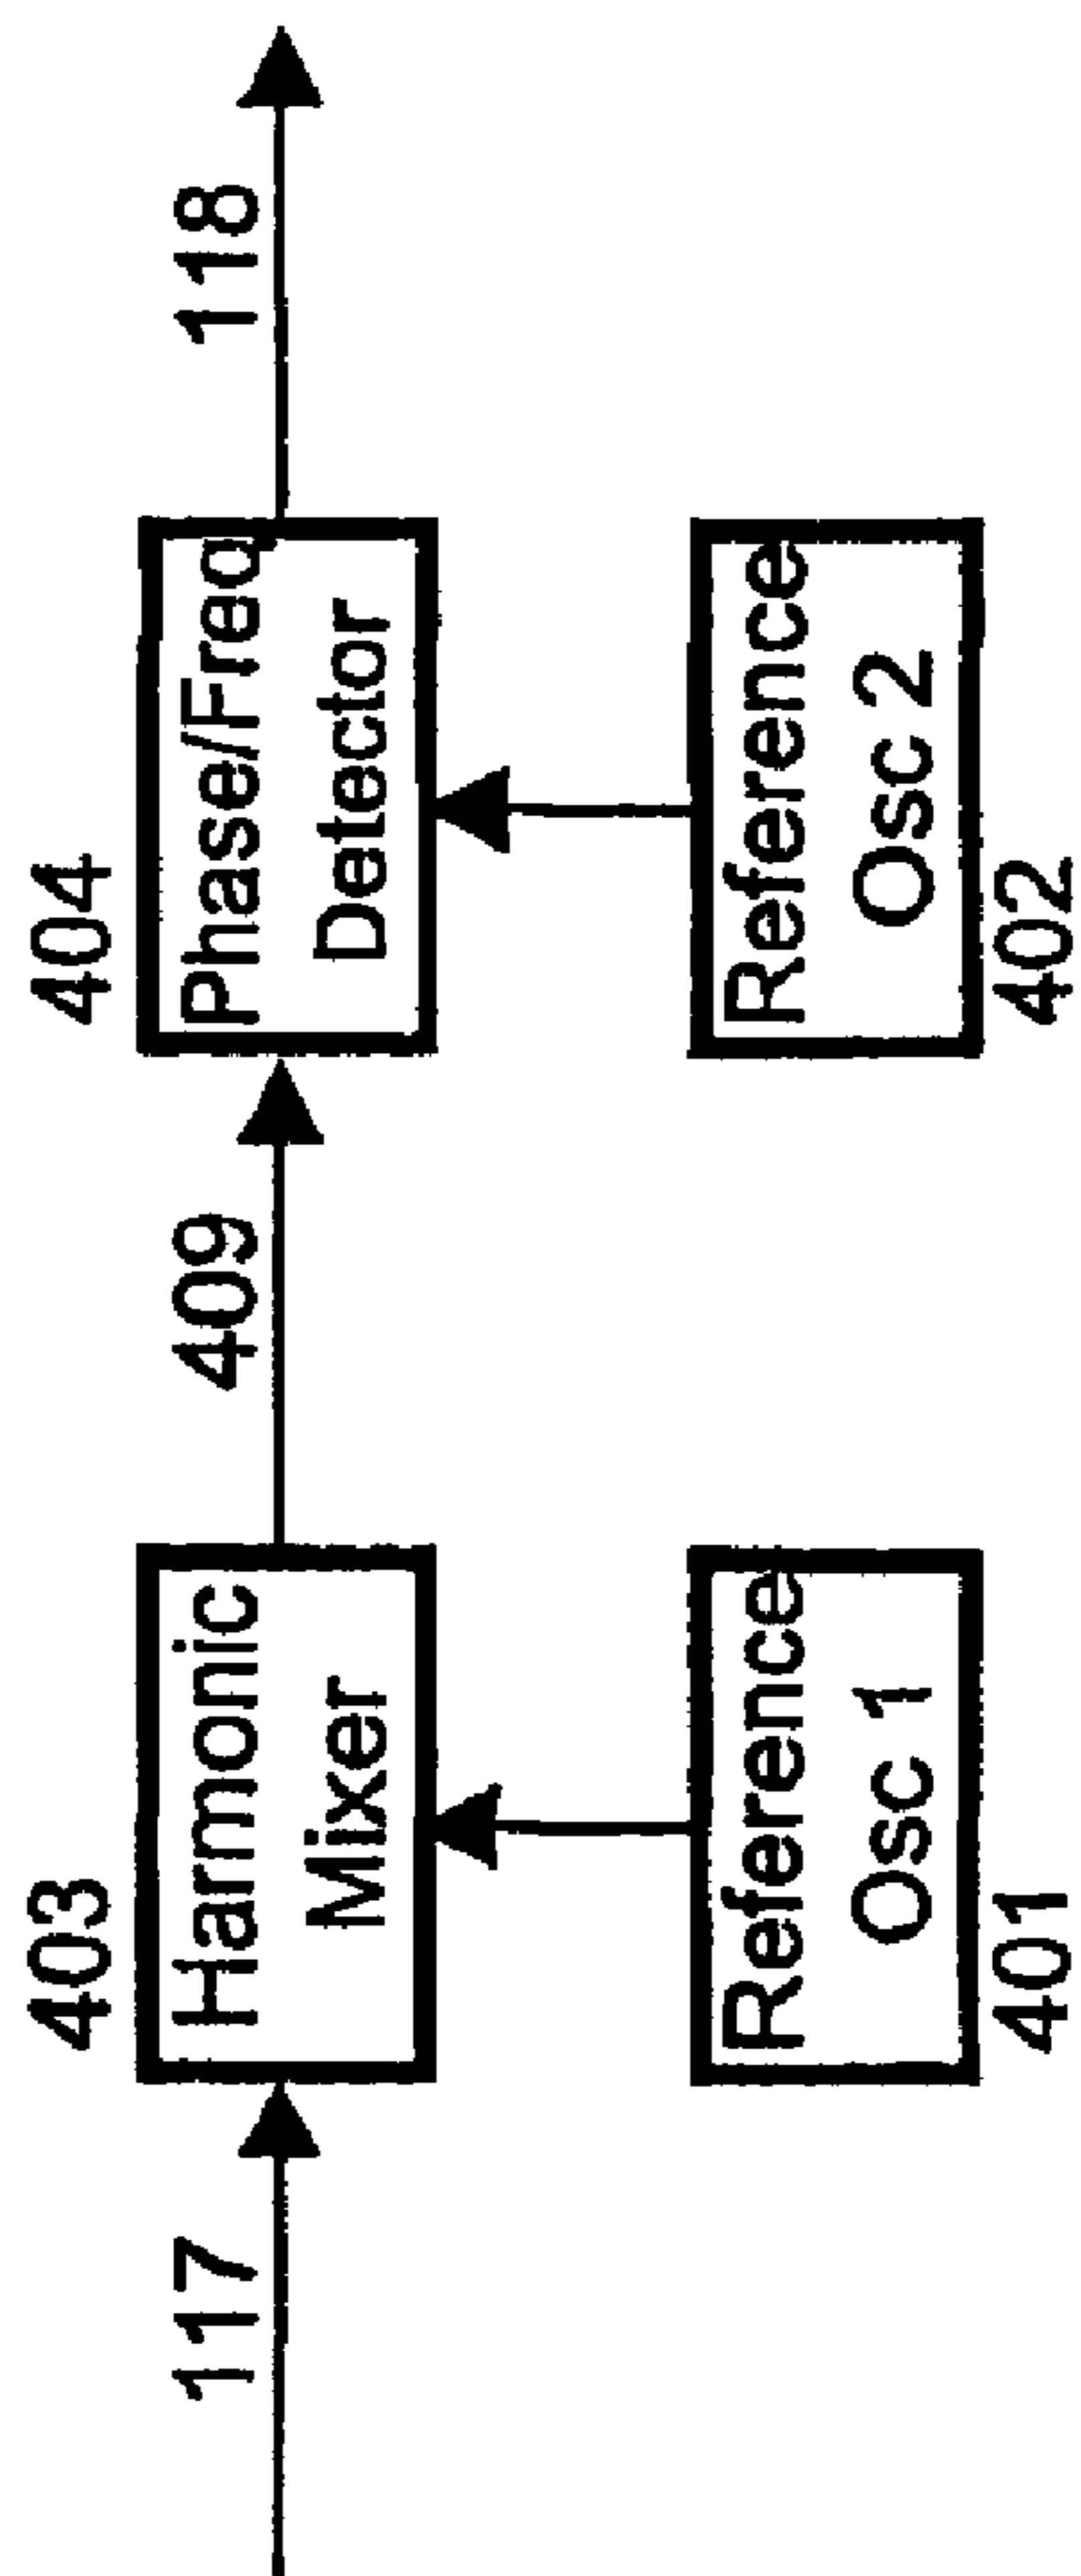 117
403
Harmonic
Mixer
Reference
Osc 1
401
409
404
Phase/Freq
Detector
Reference
Osc 2
402
118